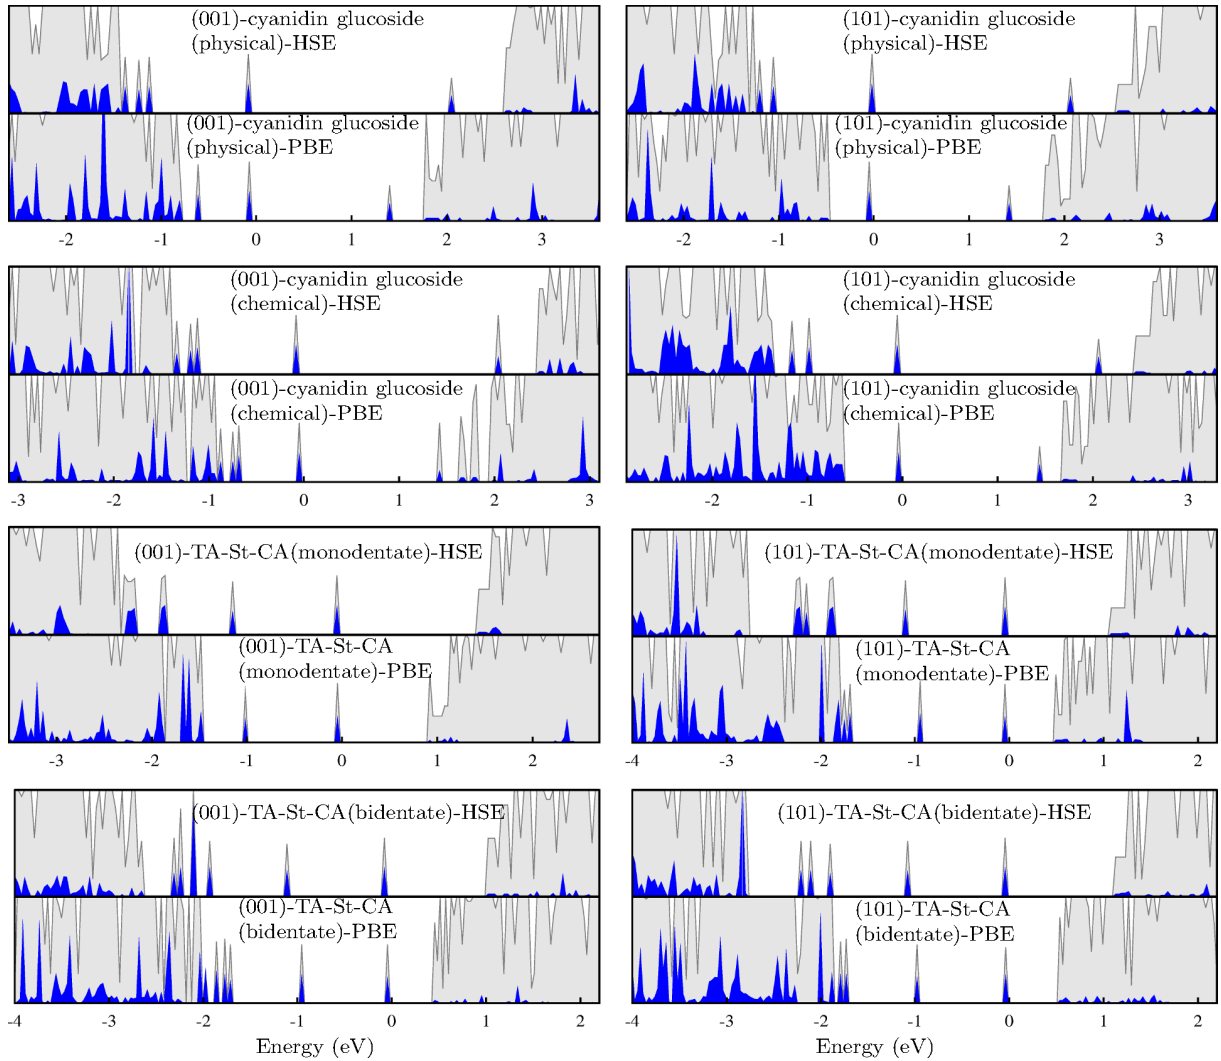 (001)-cyanidin glucoside
(physical)-HSE
(101)-cyanidin glucoside
(physical)-HSE
(001)-cyanidin glucoside
(physical)-PBE
(101)-cyanidin glucoside
(physical)-PBE
-2 -1 0 1 2 3
-2 -1 0 1 2 3
(001)-cyanidin glucoside
(chemical)-HSE
(101)-cyanidin glucoside
(chemical)-HSE
(001)-cyanidin glucoside
(chemical)-PBE
(101)-cyanidin glucoside
(chemical)-PBE
-3 -2 -1 0 1 2 3
-2 -1 0 1 2 3
(001)-TA-St-CA(monodentate)-HSE
(101)-TA-St-CA(monodentate)-HSE
(001)-TA-St-CA
(monodentate)-PBE
(101)-TA-St-CA
(monodentate)-PBE
-3 -2 -1 0 1 2
-4 -3 -2 -1 0 1 2
(001)-TA-St-CA(bidentate)-HSE
(101)-TA-St-CA(bidentate)-HSE
(001)-TA-St-CA
(bidentate)-PBE
(101)-TA-St-CA
(bidentate)-PBE
-4 -3 -2 -1 0 1 2
-4 -3 -2 -1 0 1 2
Energy (eV)
Energy (eV)